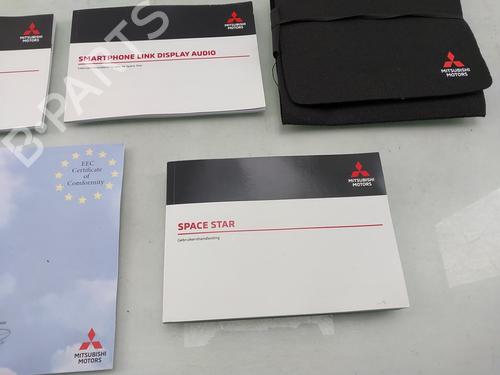 MITSUBISHI
MOTORS
MITSUBISHI
MOTORS
SMARTPHONE LINK DISPLAY AUDIO
MITSUBISHI
MOTORS
B-PARTS
EEC
Certificate
of
Conformity
MITSUBISHI
MOTORS
SPACE STAR
Gebruikershandleiding
MITSUBISHI
MOTORS